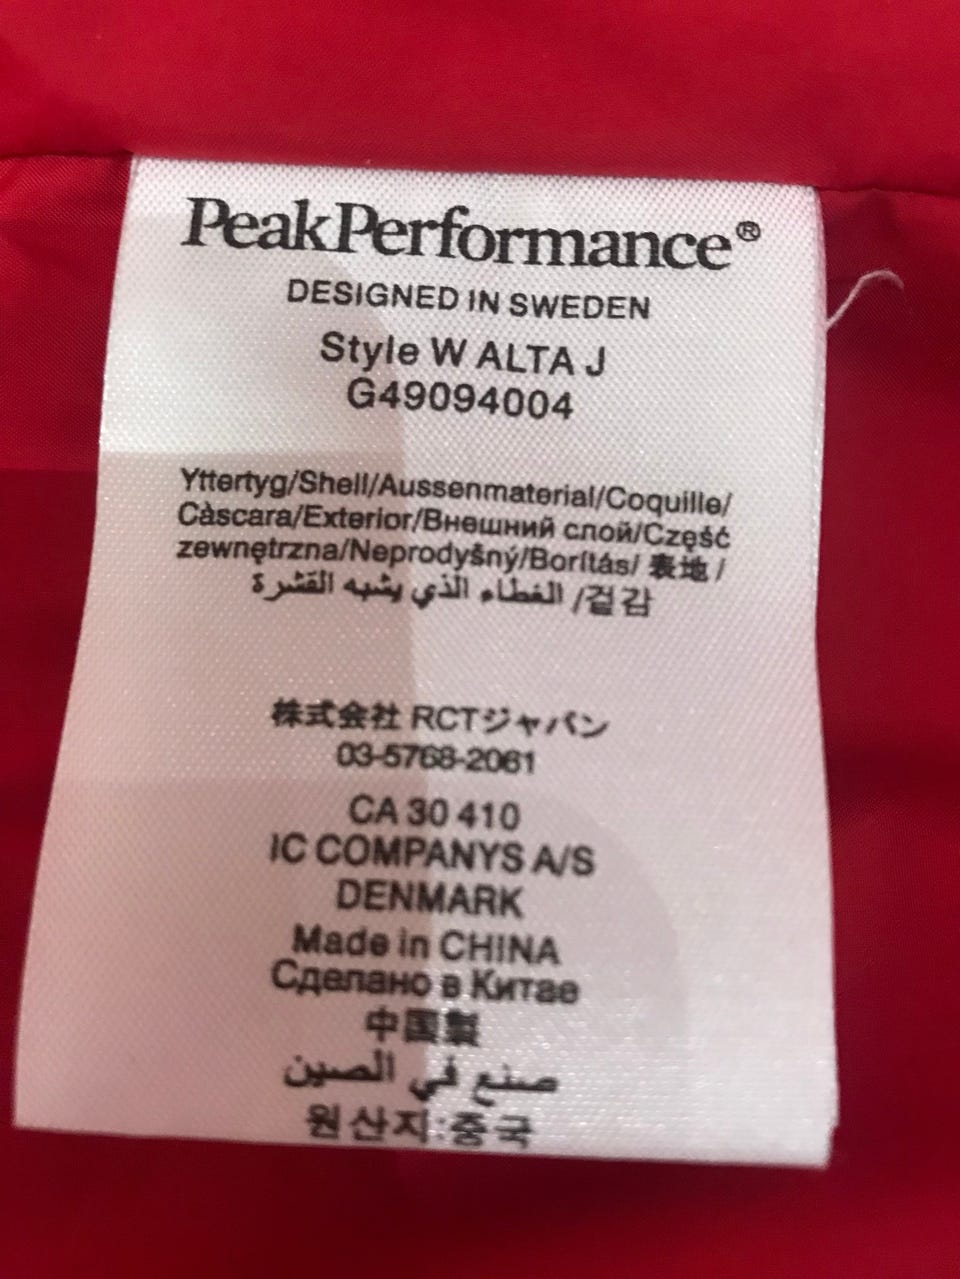 PeakPerformance®
DESIGNED IN SWEDEN
Style W ALTA J
G49094004
Yttertyg/Shell/Aussenmaterial/Coquille/
Càscara/Exterior/Внешний слой/Część
zewnętrzna/Neprodyšný/Borítás/ 表地 /
겉감/ الغطاء الذي يشبه القشرة
株式会社 RCTジャパン
03-5768-2061
CA 30 410
IC COMPANYS A/S
DENMARK
Made in CHINA
Сделано в Китае
中国製
صنع في الصين
원산지:중국